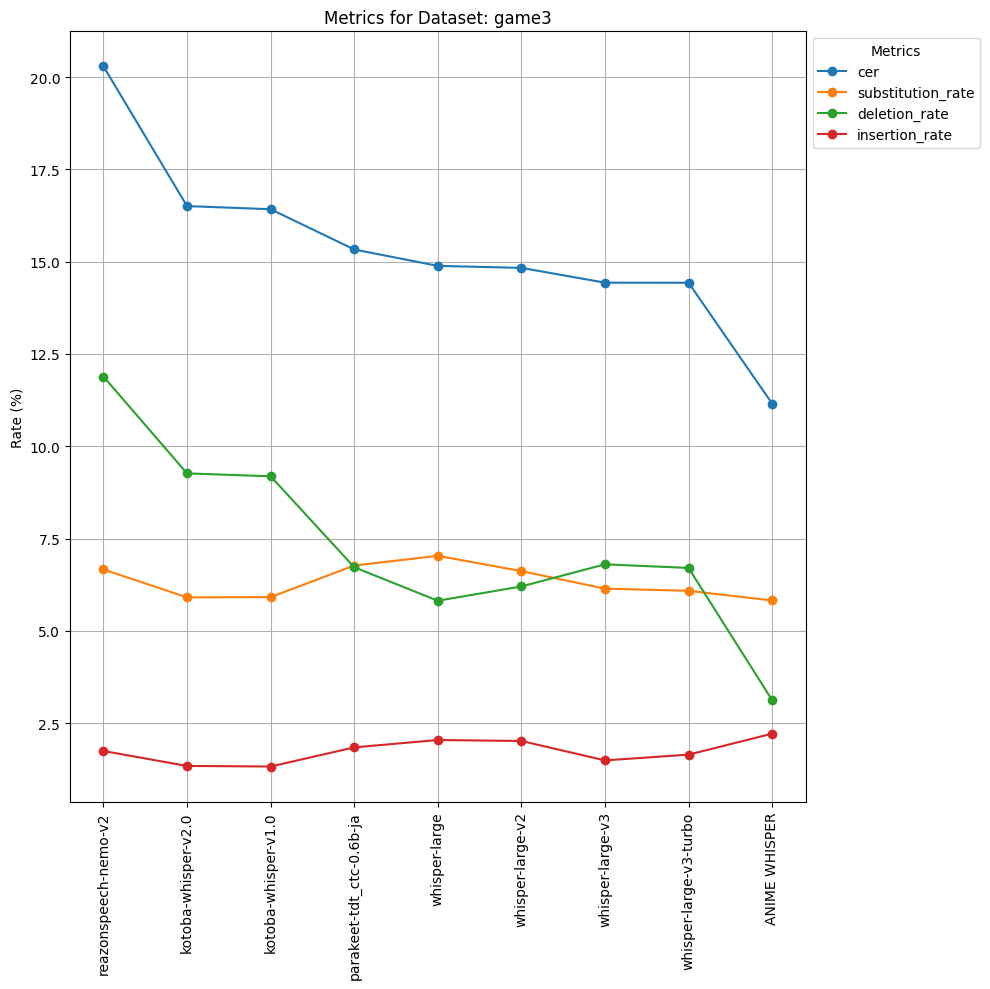 Metrics for Dataset: game3
Metrics
cer
substitution_rate
deletion_rate
insertion_rate
Rate (%)
20.0
17.5
15.0
12.5
10.0
7.5
5.0
2.5
reazonspeech-nemo-v2
kotoba-whisper-v2.0
kotoba-whisper-v1.0
parakeet-tdt_ctc-0.6b-ja
whisper-large
whisper-large-v2
whisper-large-v3
whisper-large-v3-turbo
ANIME WHISPER